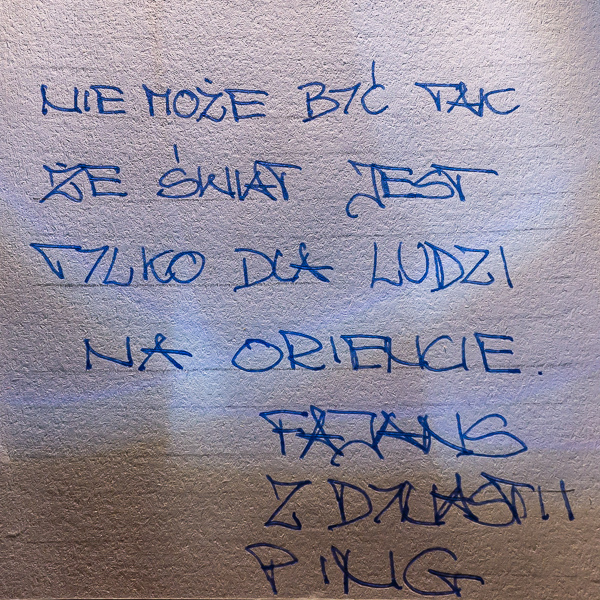 NIE MOŻE BYĆ TAK
ŻE ŚWIAT JEST
TYLKO DLA LUDZI
NA ORIENCIE.
FAJANS
Z DYNASTII
PING